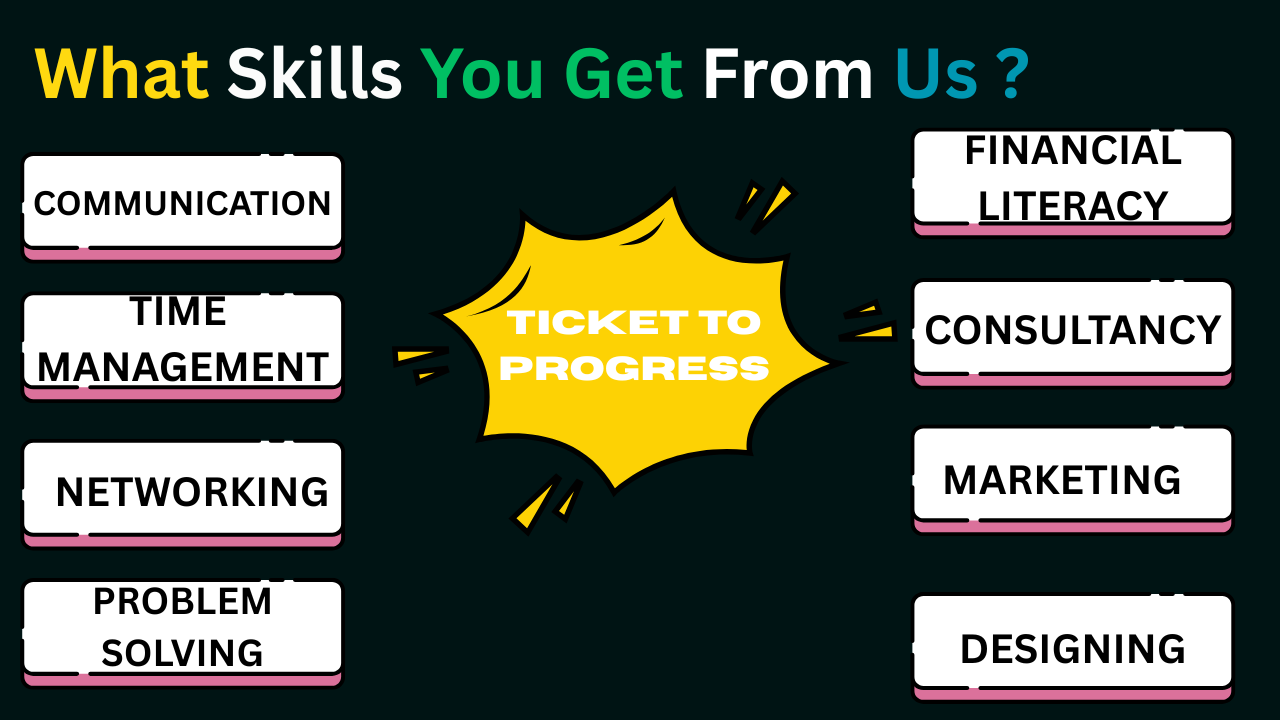 What Skills You Get From Us ?
COMMUNICATION
TIME
MANAGEMENT
NETWORKING
PROBLEM
SOLVING
TICKET TO
PROGRESS
FINANCIAL
LITERACY
CONSULTANCY
MARKETING
DESIGNING